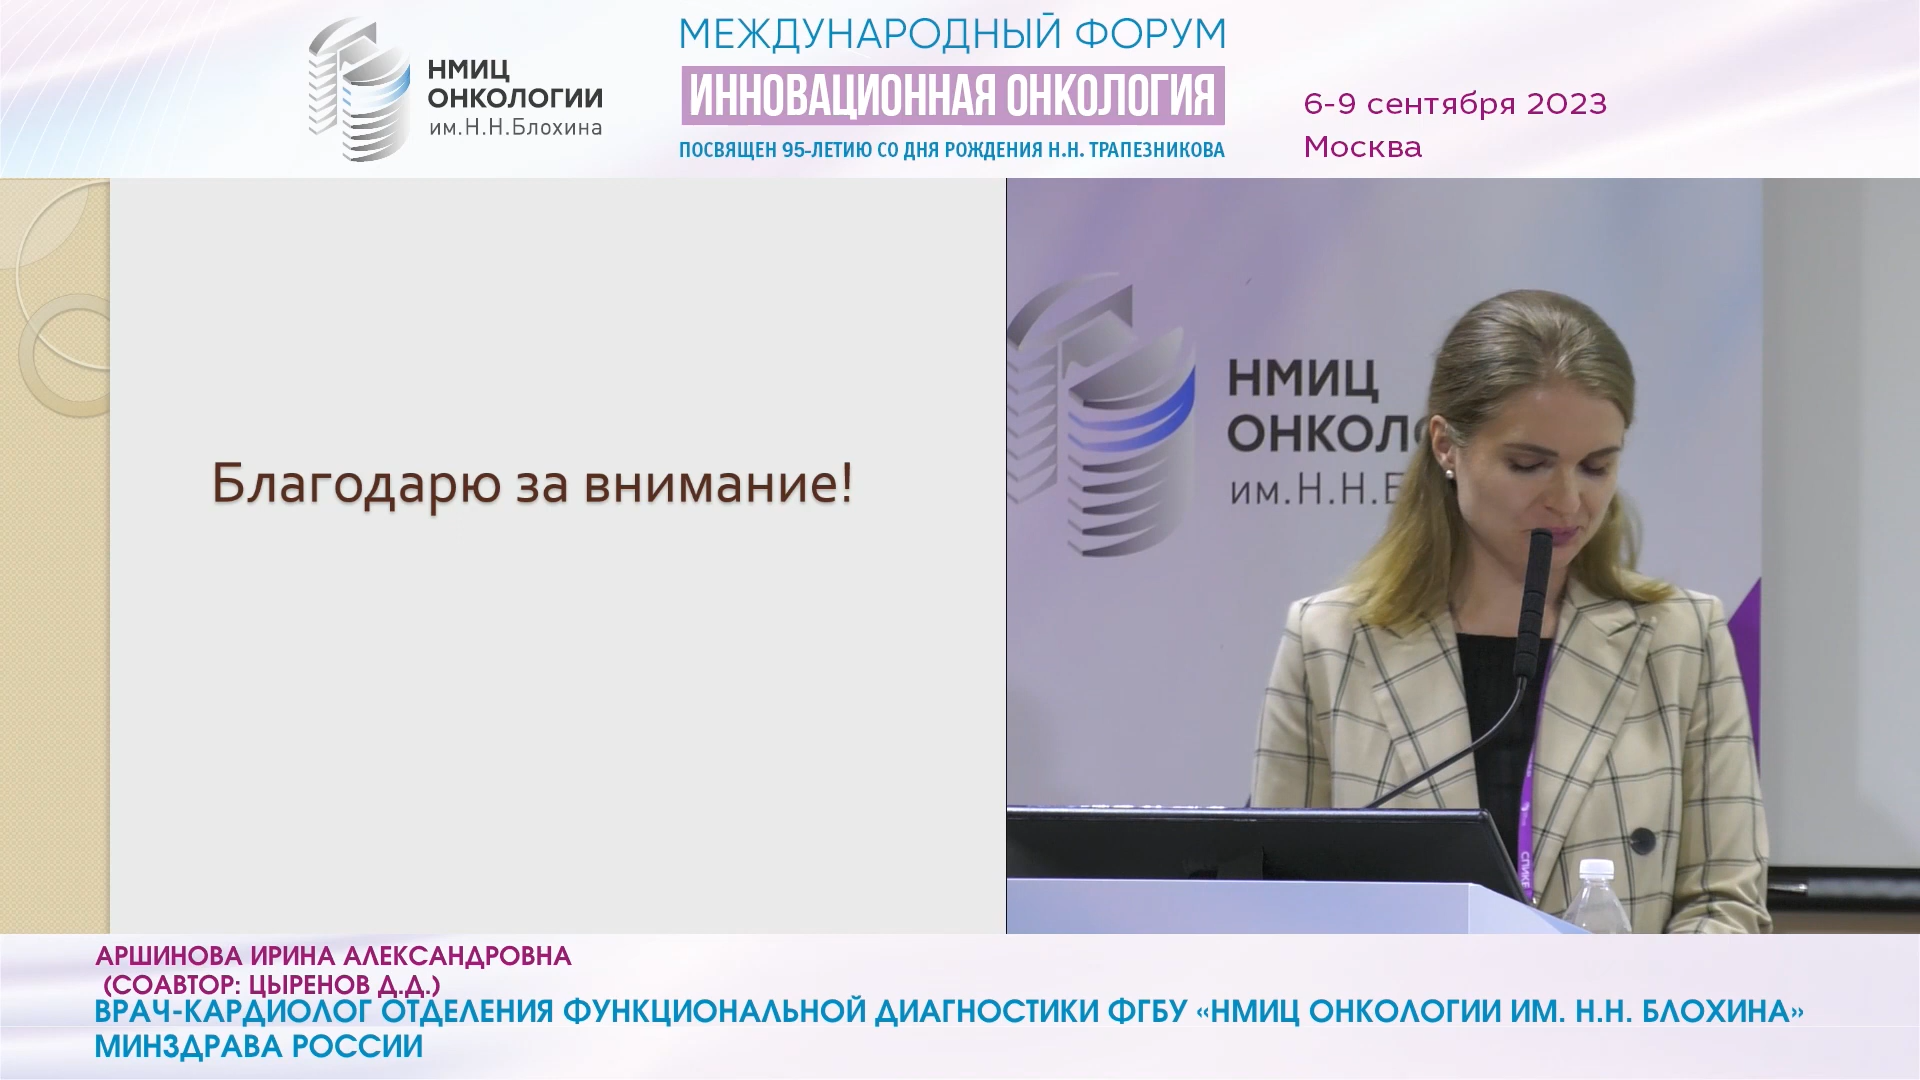 НМИЦ
ОНКОЛОГИИ
им.Н.Н.Блохина
МЕЖДУНАРОДНЫЙ ФОРУМ
ИННОВАЦИОННАЯ ОНКОЛОГИЯ
ПОСВЯЩЕН 95-ЛЕТИЮ СО ДНЯ РОЖДЕНИЯ Н.Н. ТРАПЕЗНИКОВА
6-9 сентября 2023
Москва
Благодарю за внимание!
НМИЦ
ОНКОЛО
им.Н.Н.Б
СПИКЕ
АРШИНОВА ИРИНА АЛЕКСАНДРОВНА
(СОАВТОР: ЦЫРЕНОВ Д.Д.)
ВРАЧ-КАРДИОЛОГ ОТДЕЛЕНИЯ ФУНКЦИОНАЛЬНОЙ ДИАГНОСТИКИ ФГБУ «НМИЦ ОНКОЛОГИИ ИМ. Н.Н. БЛОХИНА»
МИНЗДРАВА РОССИИ